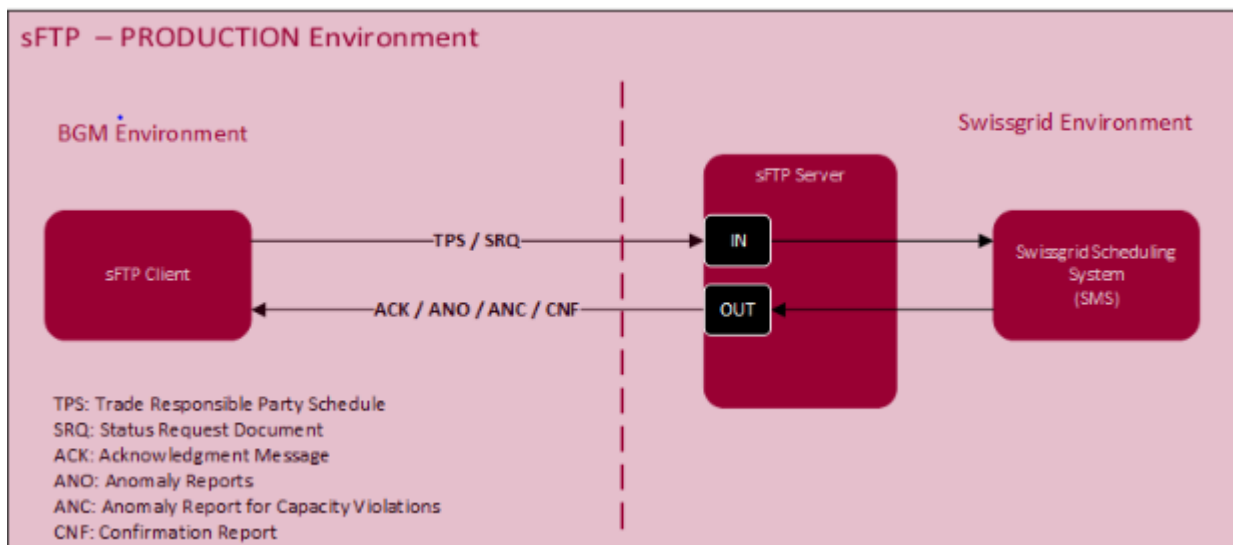 sFTP – PRODUCTION Environment
BGM Environment
Swissgrid Environment
sFTP Server
sFTP Client
TPS / SRQ
IN
Swissgrid Scheduling
System
(SMS)
ACK / ANO / ANC / CNF
OUT
TPS: Trade Responsible Party Schedule
SRQ: Status Request Document
ACK: Acknowledgment Message
ANO: Anomaly Reports
ANC: Anomaly Report for Capacity Violations
CNF: Confirmation Report